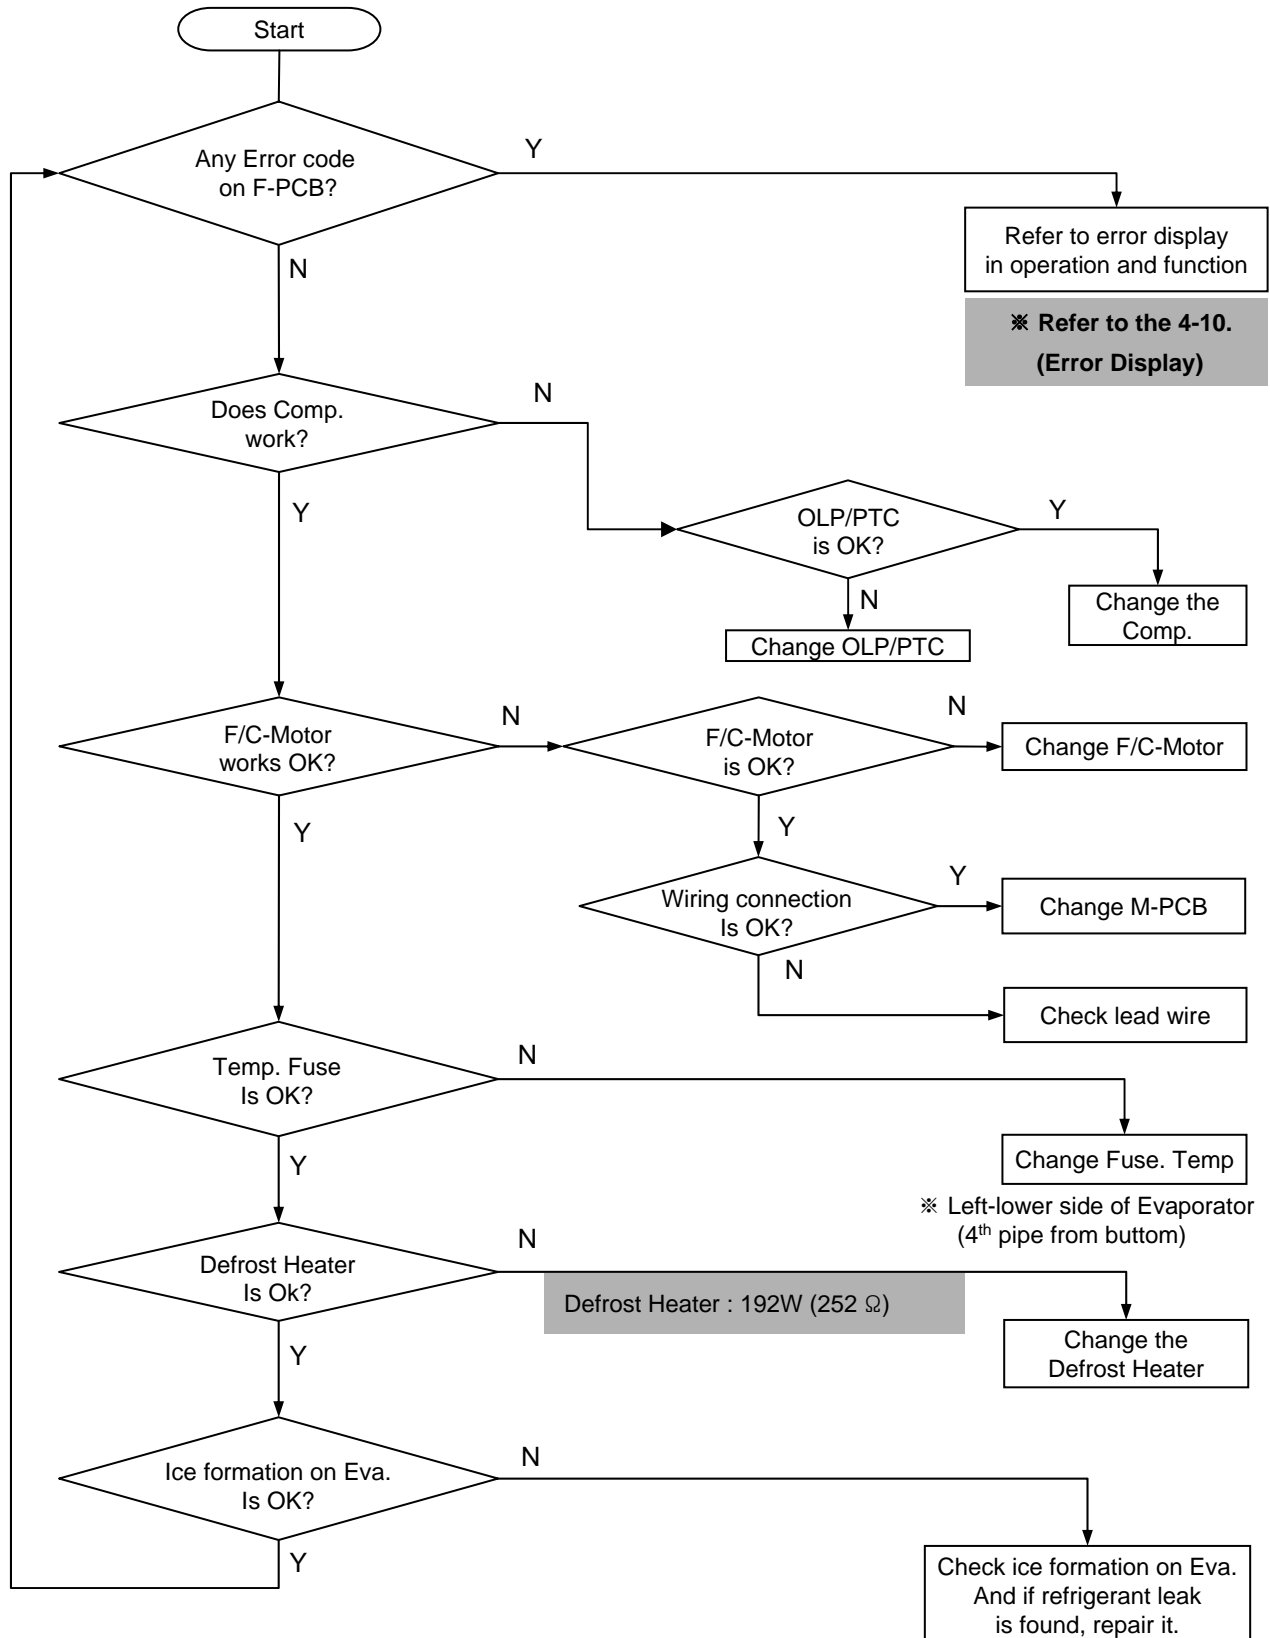 Start
Any Error code
on F-PCB?
Y
N
Refer to error display
in operation and function
※ Refer to the 4-10.
(Error Display)
Does Comp.
work?
N
Y
OLP/PTC
is OK?
Y
N
Change the
Comp.
Change OLP/PTC
F/C-Motor
works OK?
N
Y
F/C-Motor
is OK?
N
Change F/C-Motor
Y
Wiring connection
Is OK?
Y
Change M-PCB
N
Check lead wire
Temp. Fuse
Is OK?
N
Y
Change Fuse. Temp
※ Left-lower side of Evaporator
(4th pipe from buttom)
Defrost Heater
Is Ok?
N
Defrost Heater : 192W (252 Ω)
Y
Change the
Defrost Heater
Ice formation on Eva.
Is OK?
N
Y
Check ice formation on Eva.
And if refrigerant leak
is found, repair it.